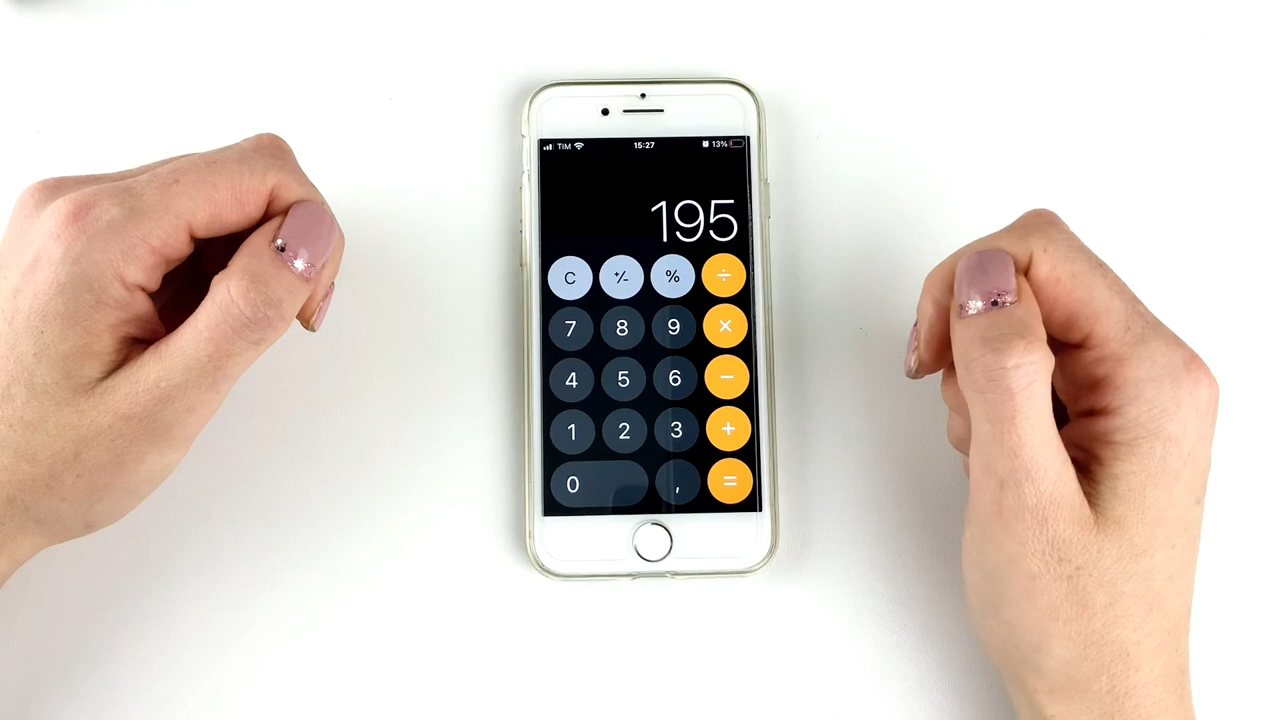 TIM 15:27 13%
195
C +/- % ÷
7 8 9 ×
4 5 6 −
1 2 3 +
0 , =